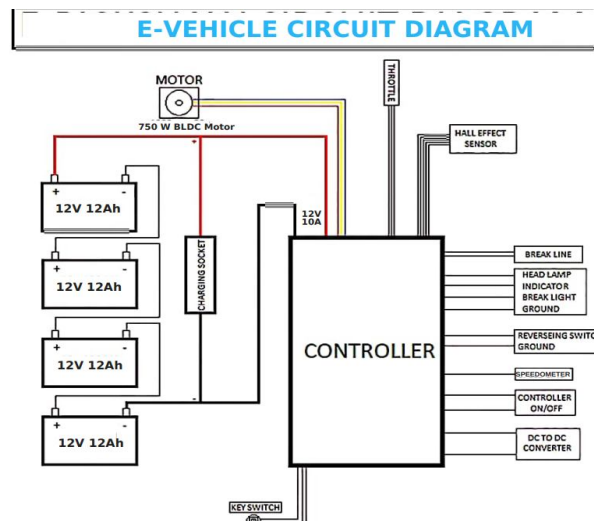 E-VEHICLE CIRCUIT DIAGRAM
MOTOR
750 W BLDC Motor
THROTTLE
HALL EFFECT
SENSOR
+
12V
10A
+ -
12V 12Ah
CHARGING SOCKET
BREAK LINE
+ -
12V 12Ah
HEAD LAMP
INDICATOR
BREAK LIGHT
GROUND
CONTROLLER
REVERSEING SWITC
GROUND
+ -
12V 12Ah
SPEEDOMETER
-
CONTROLLER
ON/OFF
+ -
12V 12Ah
DC TO DC
CONVERTER
KEY SWITCH